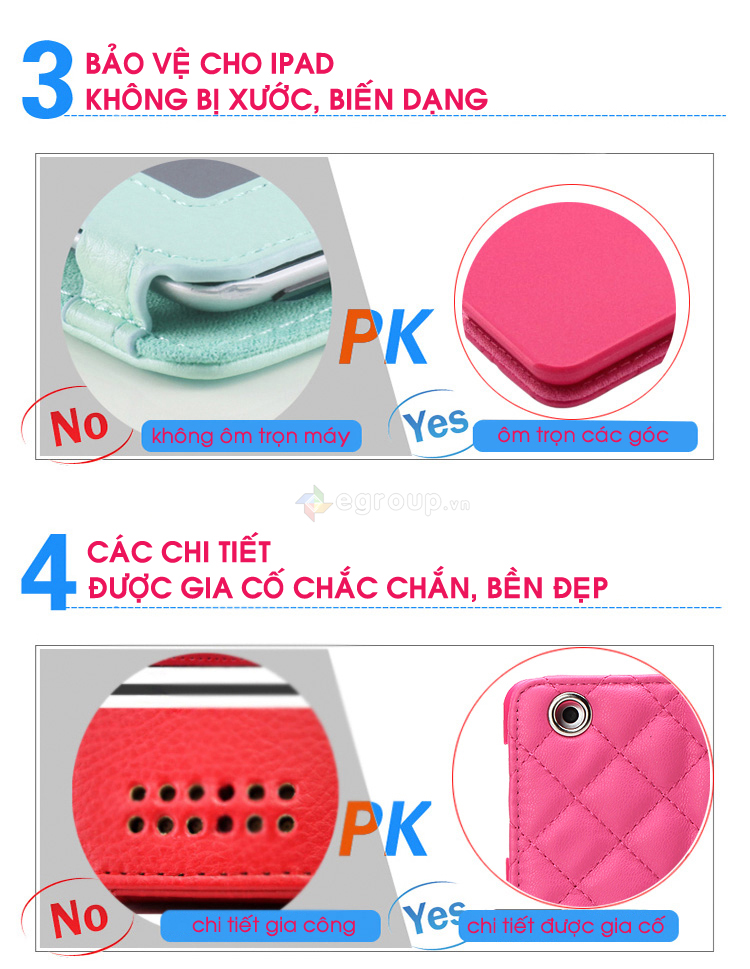 3
BẢO VỆ CHO IPAD
KHÔNG BỊ XƯỚC, BIẾN DẠNG
PK
No
không ôm trọn máy
Yes
ôm trọn các góc
egroup.vn
4
CÁC CHI TIẾT
ĐƯỢC GIA CỐ CHẮC CHẮN, BỀN ĐẸP
PK
No
chi tiết gia công
Yes
chi tiết được gia cố